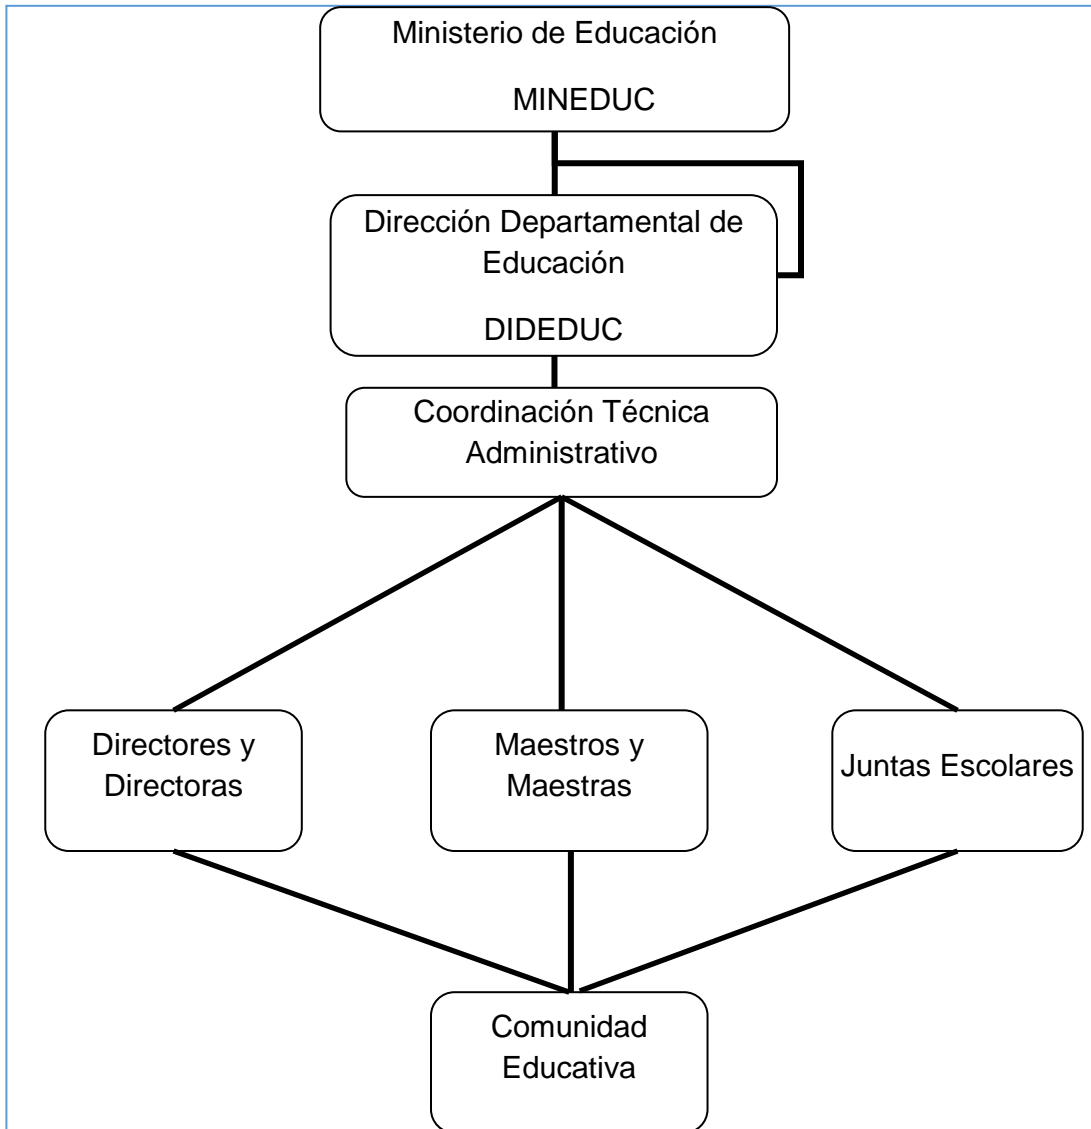 Ministerio de Educación
MINEDUC
Dirección Departamental de
Educación
DIDEDUC
Coordinación Técnica
Administrativo
Directores y
Directoras
Maestros y
Maestras
Juntas Escolares
Comunidad
Educativa